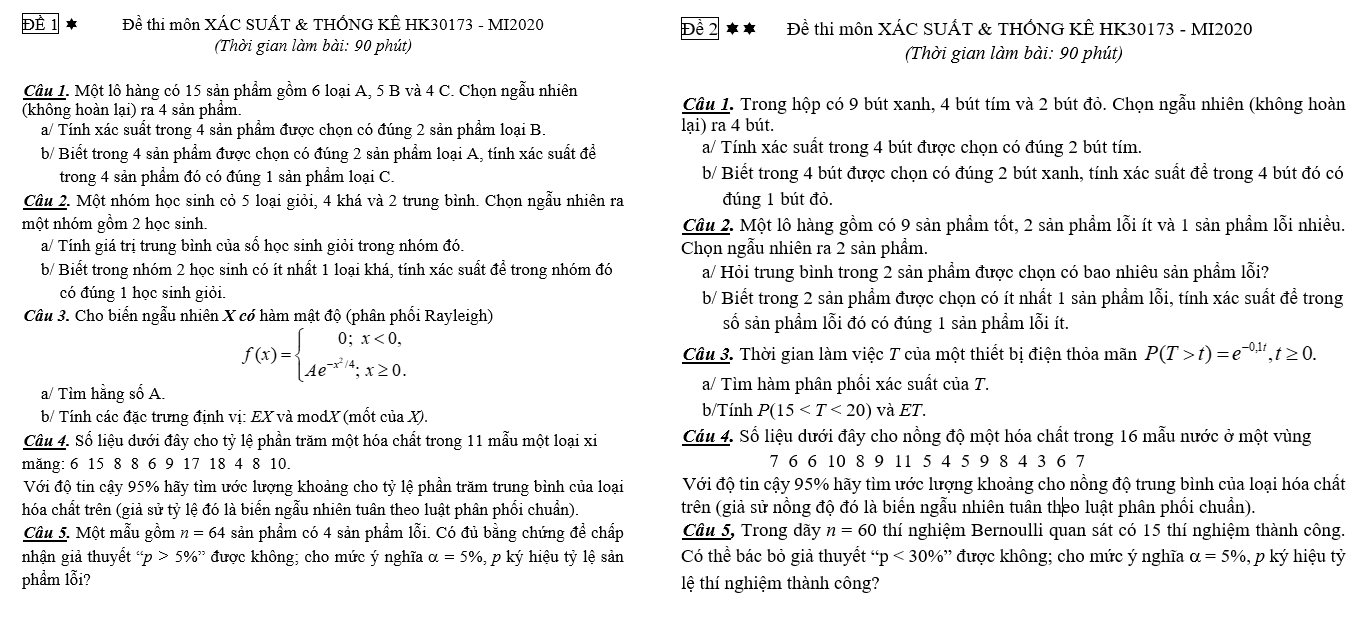 ĐỀ 1 ★ Đề thi môn XÁC SUẤT & THỐNG KÊ HK30173 - MI2020
(Thời gian làm bài: 90 phút)
Câu 1. Một lô hàng có 15 sản phẩm gồm 6 loại A, 5 B và 4 C. Chọn ngẫu nhiên
(không hoàn lại) ra 4 sản phẩm.
a/ Tính xác suất trong 4 sản phẩm được chọn có đúng 2 sản phẩm loại B.
b/ Biết trong 4 sản phẩm được chọn có đúng 2 sản phẩm loại A, tính xác suất để
trong 4 sản phẩm đó có đúng 1 sản phẩm loại C.
Câu 2. Một nhóm học sinh cỏ 5 loại giỏi, 4 khá và 2 trung bình. Chọn ngẫu nhiên ra
một nhóm gồm 2 học sinh.
a/ Tính giá trị trung bình của số học sinh giỏi trong nhóm đó.
b/ Biết trong nhóm 2 học sinh có ít nhất 1 loại khá, tính xác suất để trong nhóm đó
có đúng 1 học sinh giỏi.
Câu 3. Cho biến ngẫu nhiên X có hàm mật độ (phân phối Rayleigh)
f(x) = { 0; x < 0,
Ae^{-x²/4}; x ≥ 0.
a/ Tìm hằng số A.
b/ Tính các đặc trưng định vị: EX và modX (mốt của X).
Câu 4. Số liệu dưới đây cho tỷ lệ phần trăm một hóa chất trong 11 mẫu một loại xi
măng: 6 15 8 8 6 9 17 18 4 8 10.
Với độ tin cậy 95% hãy tìm ước lượng khoảng cho tỷ lệ phần trăm trung bình của loại
hóa chất trên (giả sử tỷ lệ đó là biến ngẫu nhiên tuân theo luật phân phối chuẩn).
Câu 5. Một mẫu gồm n = 64 sản phẩm có 4 sản phẩm lỗi. Có đủ bằng chứng để chấp
nhận giả thuyết “p > 5%” được không; cho mức ý nghĩa α = 5%, p ký hiệu tỷ lệ sản
phẩm lỗi?
Đề 2 ★ ★ Đề thi môn XÁC SUẤT & THỐNG KÊ HK30173 - MI2020
(Thời gian làm bài: 90 phút)
Câu 1. Trong hộp có 9 bút xanh, 4 bút tím và 2 bút đỏ. Chọn ngẫu nhiên (không hoàn
lại) ra 4 bút.
a/ Tính xác suất trong 4 bút được chọn có đúng 2 bút tím.
b/ Biết trong 4 bút được chọn có đúng 2 bút xanh, tính xác suất để trong 4 bút đó có
đúng 1 bút đỏ.
Câu 2. Một lô hàng gồm có 9 sản phẩm tốt, 2 sản phẩm lỗi ít và 1 sản phẩm lỗi nhiều.
Chọn ngẫu nhiên ra 2 sản phẩm.
a/ Hỏi trung bình trong 2 sản phẩm được chọn có bao nhiêu sản phẩm lỗi?
b/ Biết trong 2 sản phẩm được chọn có ít nhất 1 sản phẩm lỗi, tính xác suất để trong
số sản phẩm lỗi đó có đúng 1 sản phẩm lỗi ít.
Câu 3. Thời gian làm việc T của một thiết bị điện thỏa mãn P(T > t) = e^{-0,1t}, t ≥ 0.
a/ Tìm hàm phân phối xác suất của T.
b/Tính P(15 < T < 20) và ET.
Cáu 4. Số liệu dưới đây cho nồng độ một hóa chất trong 16 mẫu nước ở một vùng
7 6 6 10 8 9 11 5 4 5 9 8 4 3 6 7
Với độ tin cậy 95% hãy tìm ước lượng khoảng cho nồng độ trung bình của loại hóa chất
trên (giả sử nồng độ đó là biến ngẫu nhiên tuân theo luật phân phối chuẩn).
Câu 5, Trong dãy n = 60 thí nghiệm Bernoulli quan sát có 15 thí nghiệm thành công.
Có thể bác bỏ giả thuyết “p < 30%” được không; cho mức ý nghĩa α = 5%, p ký hiệu tỷ
lệ thí nghiệm thành công?